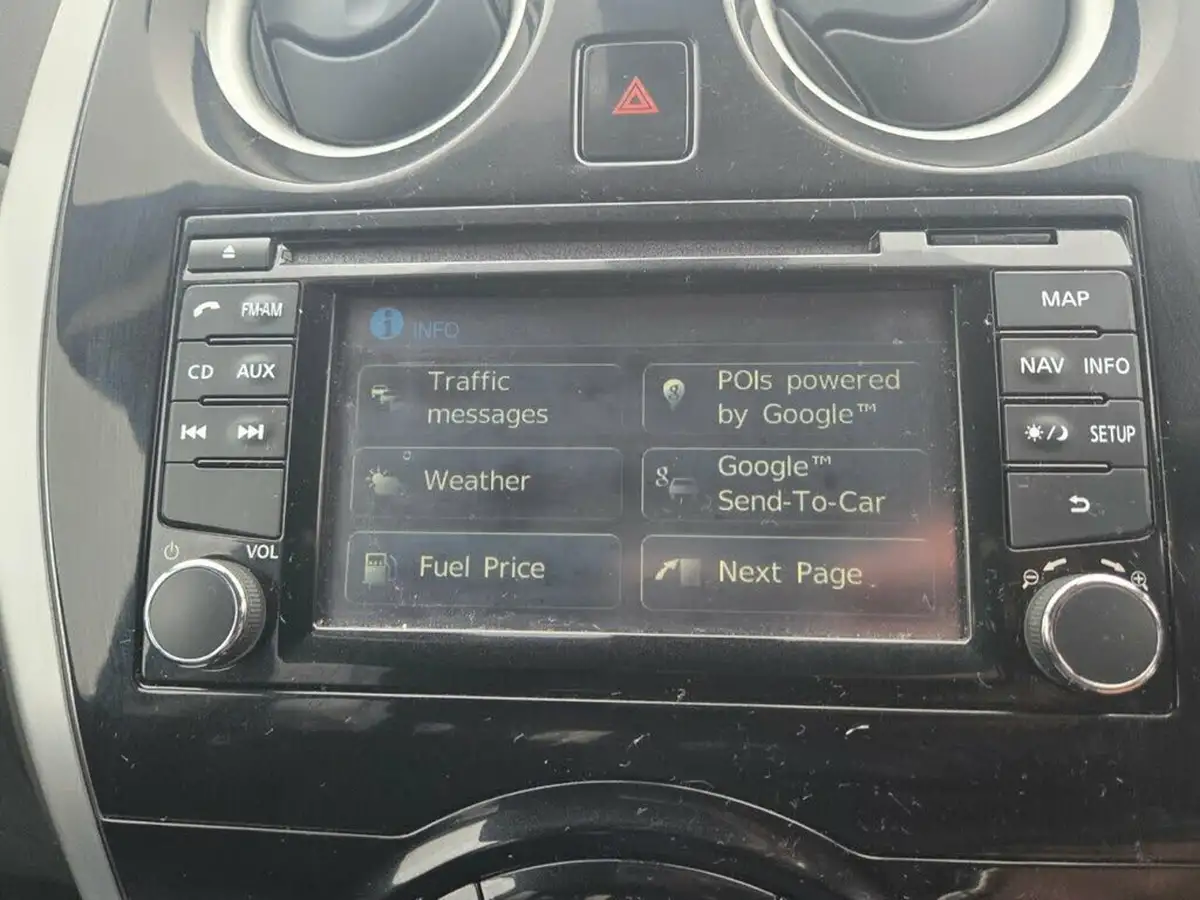 FM·AM
CD AUX
VOL
INFO
Traffic
messages
Weather
Fuel Price
POIs powered
by Google™
Google™
Send-To-Car
Next Page
MAP
NAV INFO
SETUP